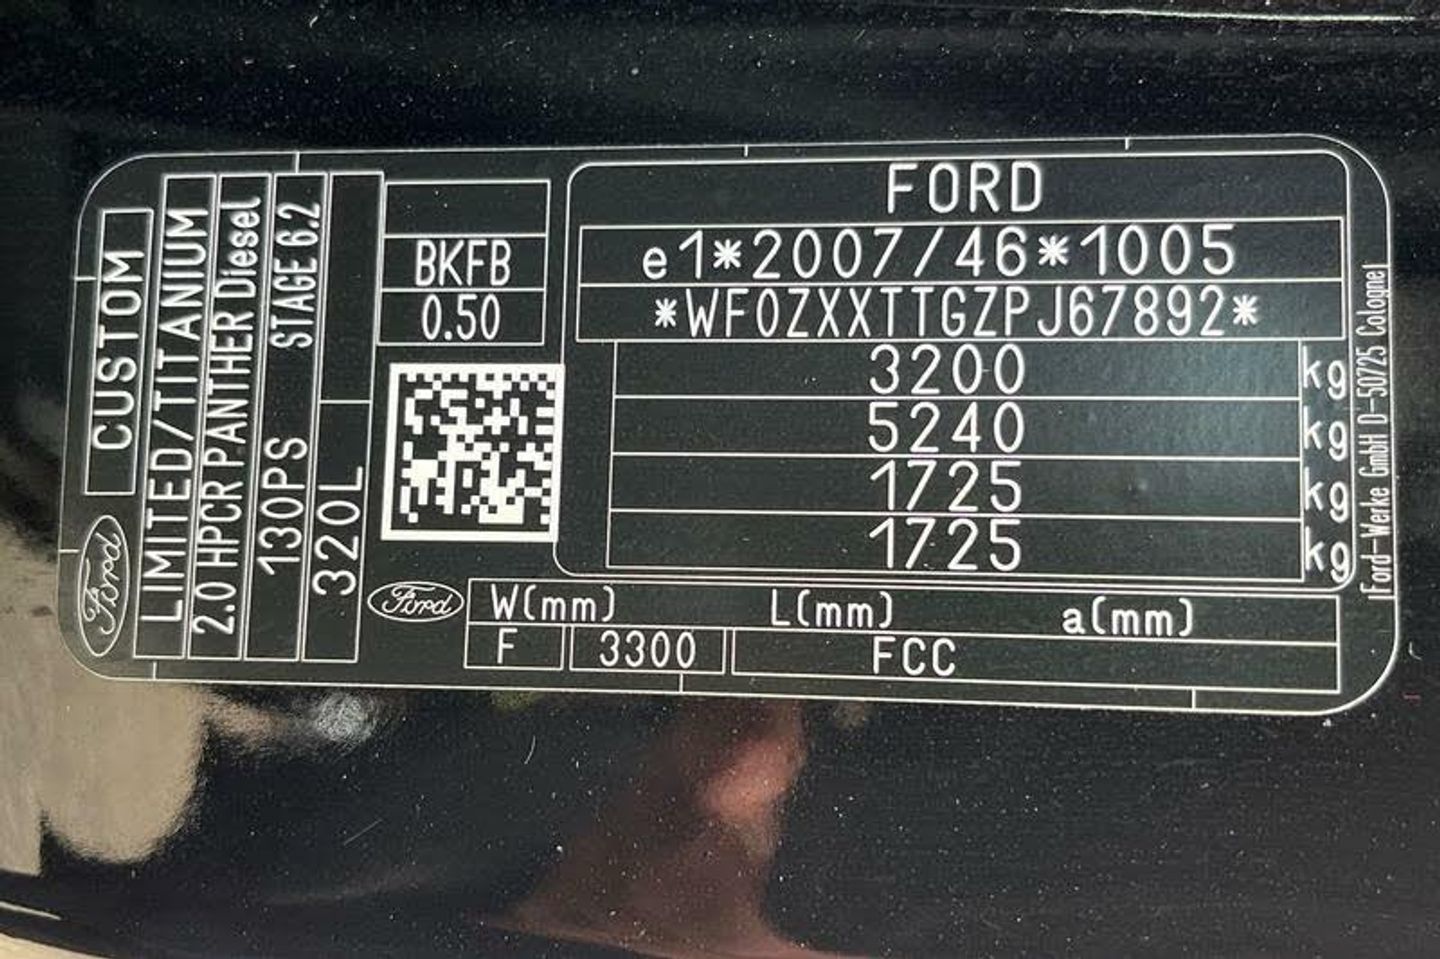 FORD
e1*2007/46*1005
*WF0ZXXTTGZPJ67892*
3200 kg
5240 kg
1725 kg
1725 kg
BKFB
0.50
CUSTOM
LIMITED/TITANIUM
2.0 HPCR PANTHER Diesel
130PS STAGE 6.2
320L
Ford
Ford
W(mm) L(mm) a(mm)
F 3300 FCC
Ford-Werke GmbH D-50725 Cologne